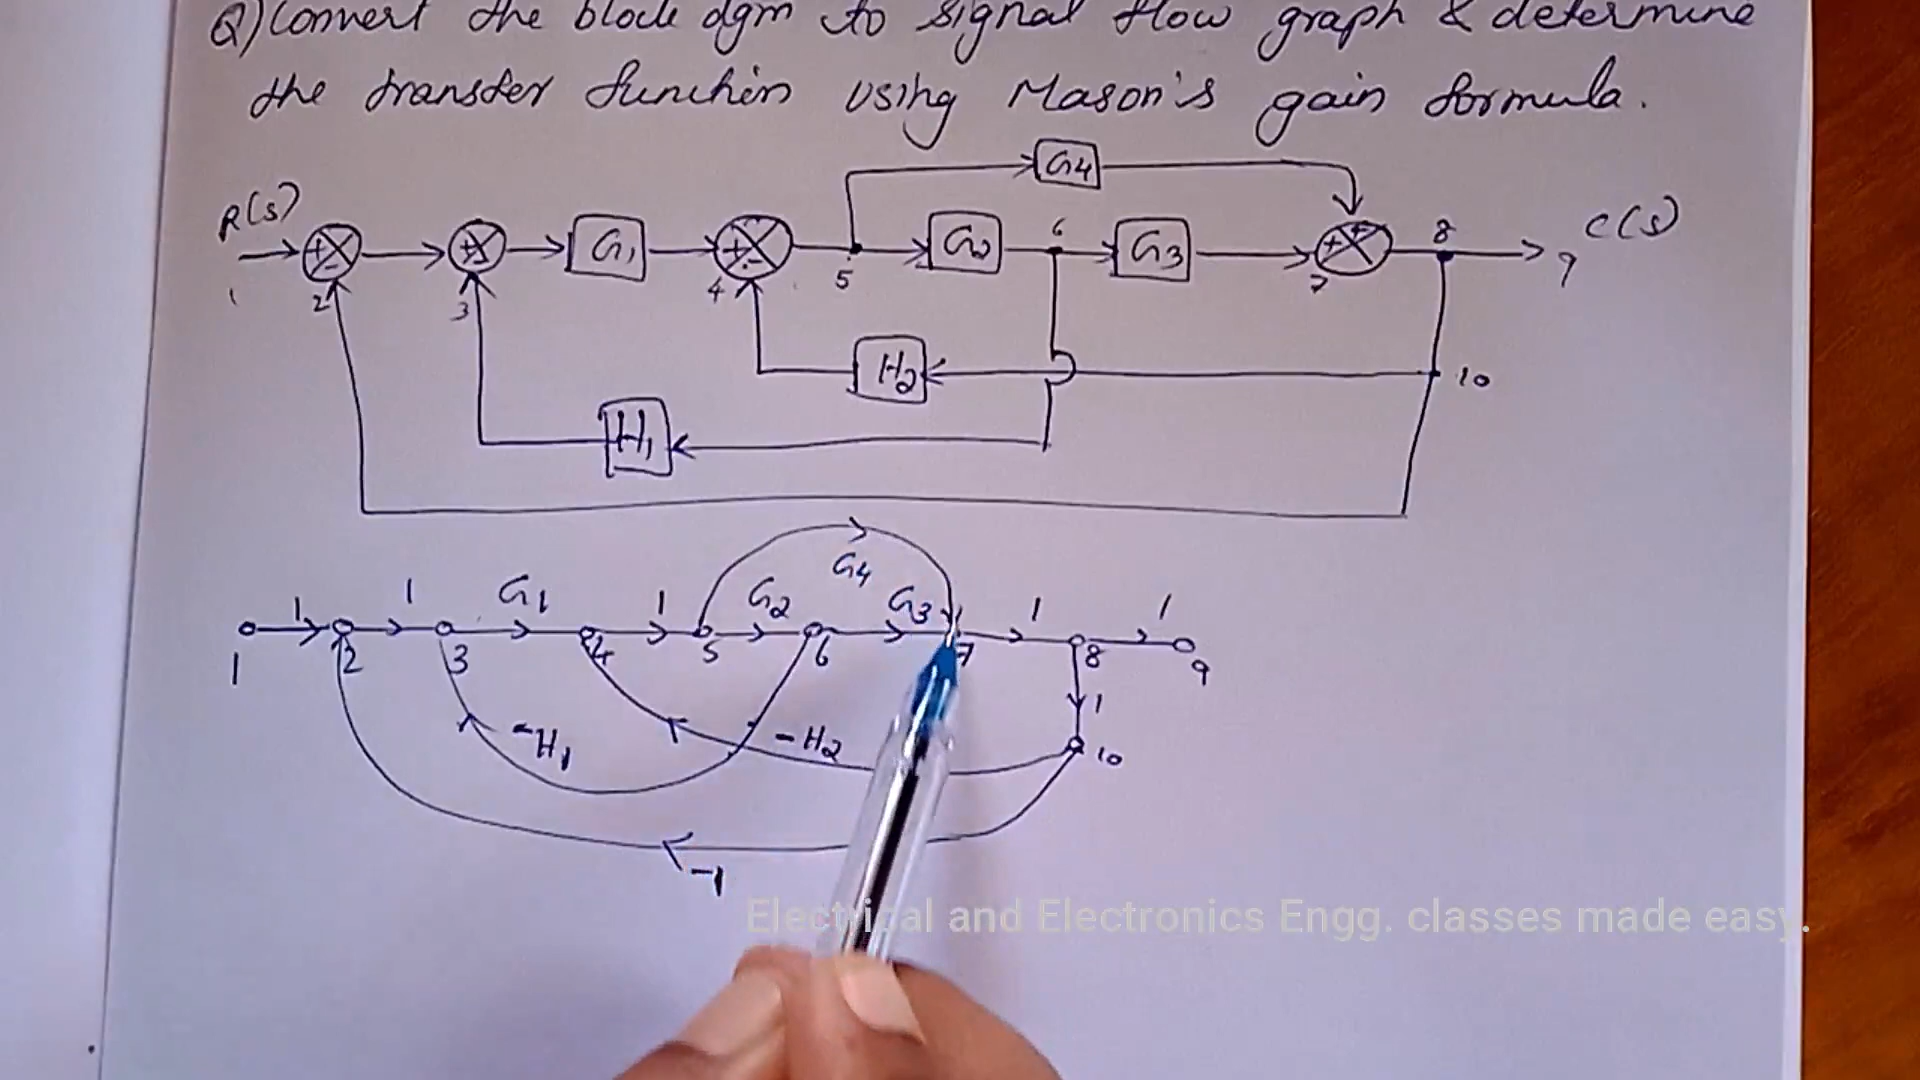 Q) Convert the block dgm to signal flow graph & determine
the transfer function using Mason's gain formula.
G4
R(s) + G1 + - G2 6 G3 + + 8 C(s)
1 2 3 4 5 7 9
H2 10
H1
G4
1 1 G1 1 G2 G3 1 1
1 2 3 4 5 6 7 8 9
1
-H1 -H2 10
-1
Electrical and Electronics Engg. classes made easy.